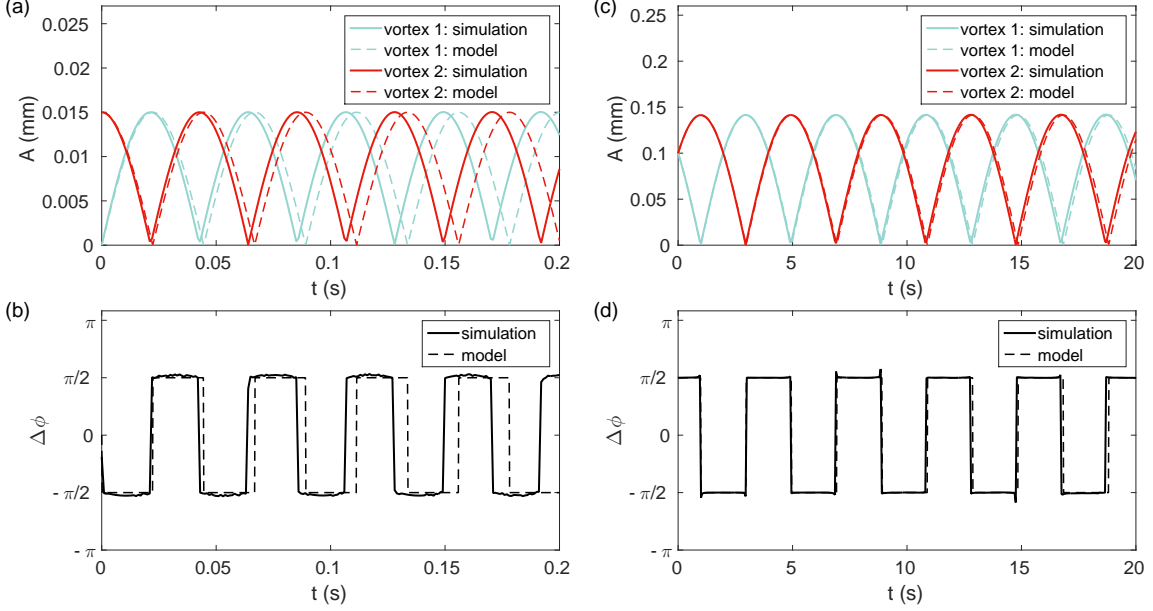 (a)
0.025
0.02
0.015
0.01
0.005
0
A (mm)
vortex 1: simulation
vortex 1: model
vortex 2: simulation
vortex 2: model
0 0.05 0.1 0.15 0.2
t (s)
(c)
0.25
0.2
0.15
0.1
0.05
0
A (mm)
vortex 1: simulation
vortex 1: model
vortex 2: simulation
vortex 2: model
0 5 10 15 20
t (s)
(b)
π
π/2
0
- π/2
- π
Δϕ
simulation
model
0 0.05 0.1 0.15 0.2
t (s)
(d)
π
π/2
0
- π/2
- π
Δϕ
simulation
model
0 5 10 15 20
t (s)